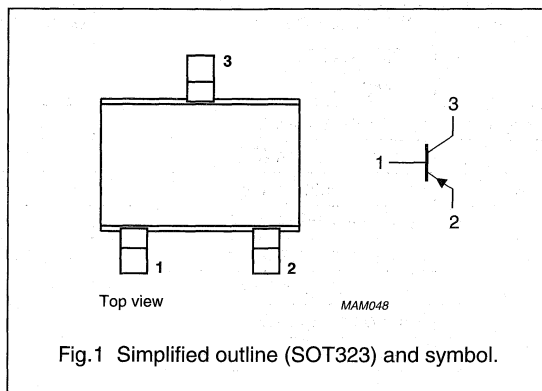 3
3
1
2
1
2
Top view
MAM048
Fig.1 Simplified outline (SOT323) and symbol.